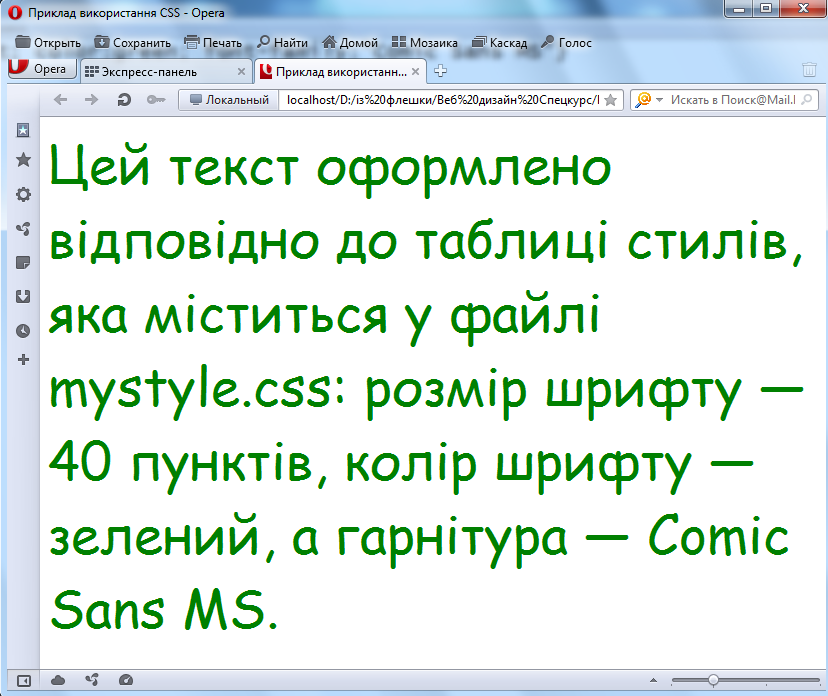 Приклад використання CSS - Opera
Открыть Сохранить Печать Найти Домой Мозаика Каскад Голос
Opera Экспресс-панель Приклад використанн...
Локальный localhost/D:/із%20флешки/Веб%20дизайн%20Спецкурс/ Искать в Поиск@Mail.
Цей текст оформлено
відповідно до таблиці стилів,
яка міститься у файлі
mystyle.css: розмір шрифту —
40 пунктів, колір шрифту —
зелений, а гарнітура — Comic
Sans MS.